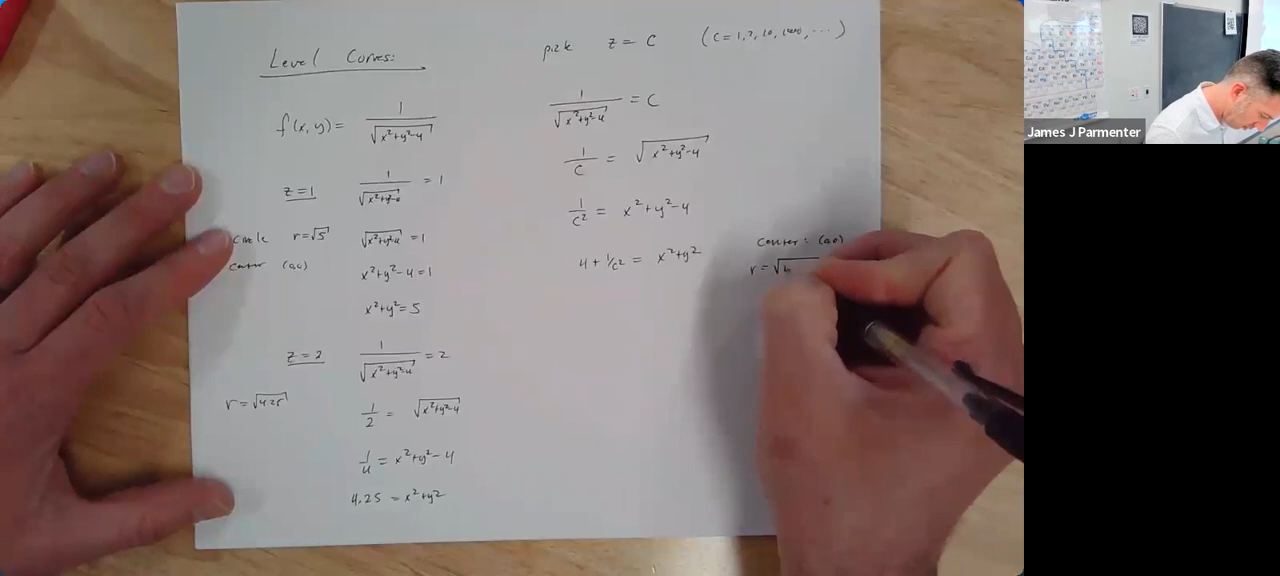 Level Curves:
f(x, y) = 1/√(x²+y²-4)
z = 1 1/√(x²+y²-4) = 1
circle r = √5 √(x²+y²-4) = 1
center (0,0) x²+y²-4 = 1
x²+y² = 5
z = 2 1/√(x²+y²-4) = 2
r = √4.25 1/2 = √(x²+y²-4)
1/4 = x²+y²-4
4.25 = x²+y²
pick z = C (C = 1, 2, 10, 1000, ...)
1/√(x²+y²-4) = C
1/C = √(x²+y²-4)
1/C² = x²+y²-4
4 + 1/C² = x²+y²
center: (0,0)
r = √4
James J Parmenter